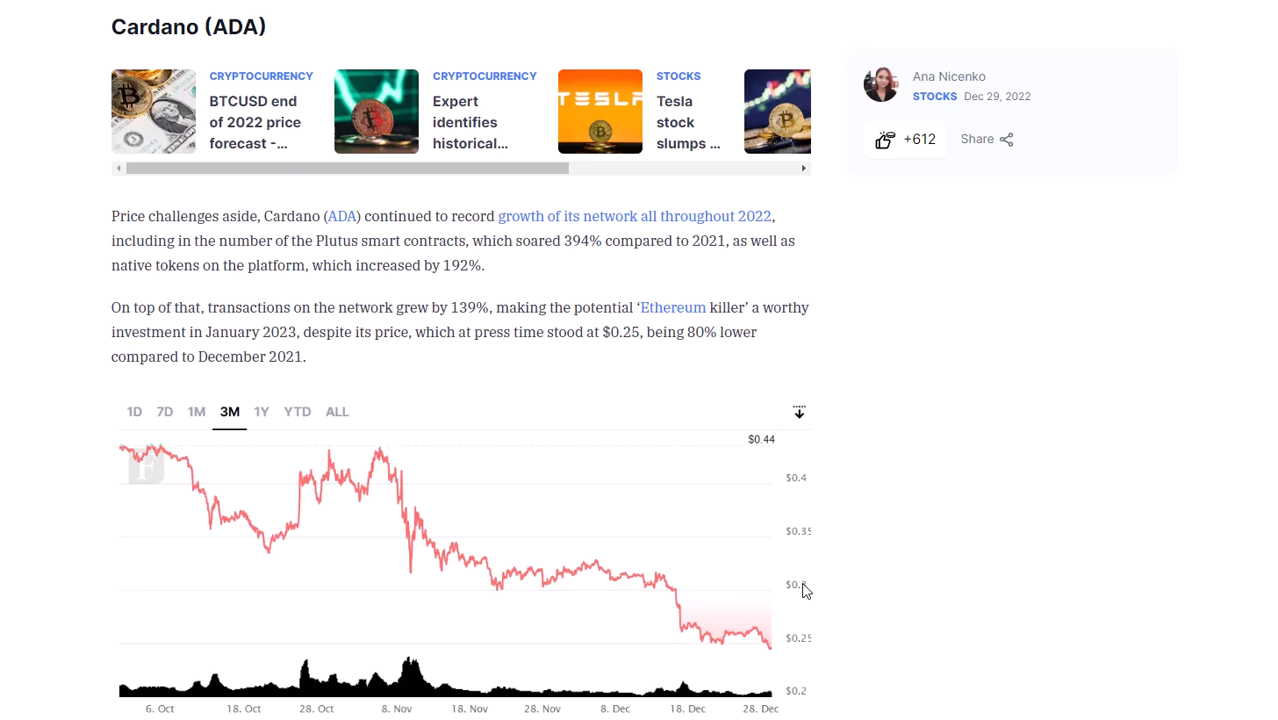 Cardano (ADA)
CRYPTOCURRENCY
BTCUSD end
of 2022 price
forecast -...
CRYPTOCURRENCY
Expert
identifies
historical...
TESLA
STOCKS
Tesla
stock
slumps ...
Ana Nicenko
STOCKS Dec 29, 2022
+612 Share
Price challenges aside, Cardano (ADA) continued to record growth of its network all throughout 2022,
including in the number of the Plutus smart contracts, which soared 394% compared to 2021, as well as
native tokens on the platform, which increased by 192%.
On top of that, transactions on the network grew by 139%, making the potential ‘Ethereum killer’ a worthy
investment in January 2023, despite its price, which at press time stood at $0.25, being 80% lower
compared to December 2021.
1D 7D 1M 3M 1Y YTD ALL
$0.44
$0.4
$0.35
$0.25
$0.2
F
6. Oct 18. Oct 28. Oct 8. Nov 18. Nov 28. Nov 8. Dec 18. Dec 28. Dec